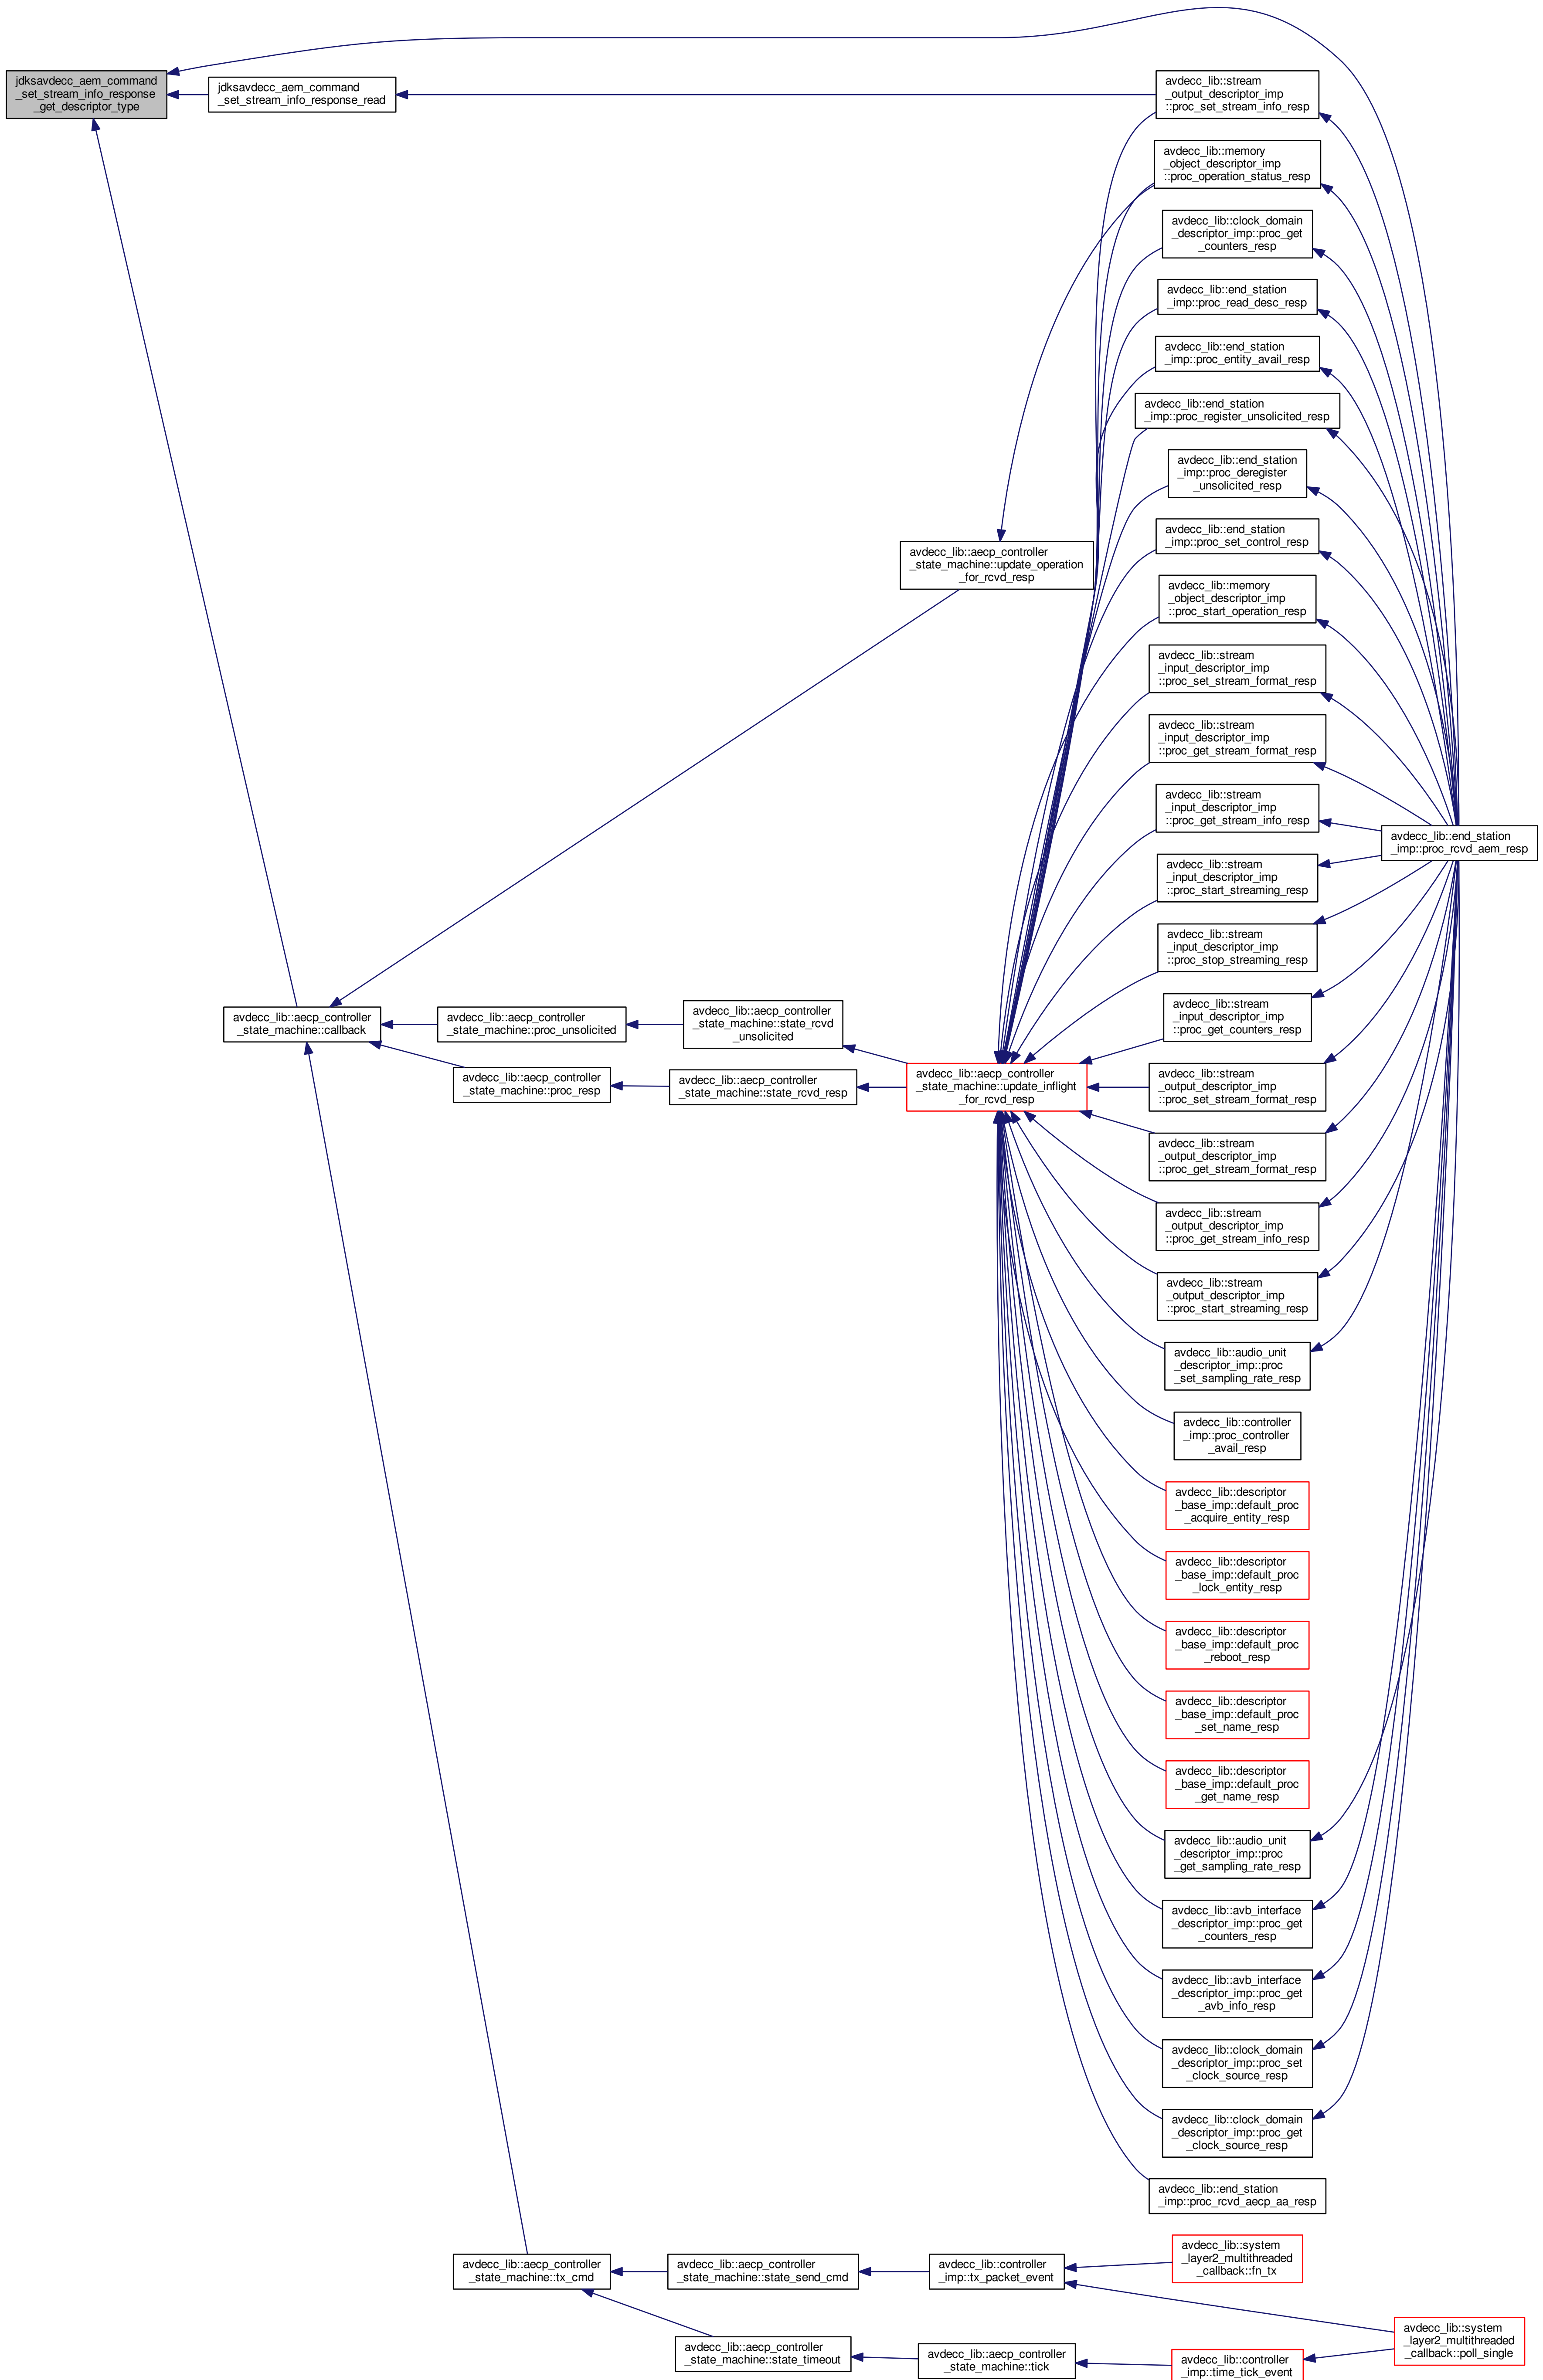 jdksavdecc_aem_command
_set_stream_info_response
_get_descriptor_type
jdksavdecc_aem_command
_set_stream_info_response_read
avdecc_lib::stream
_output_descriptor_imp
::proc_set_stream_info_resp
avdecc_lib::memory
_object_descriptor_imp
::proc_operation_status_resp
avdecc_lib::clock_domain
_descriptor_imp::proc_get
_counters_resp
avdecc_lib::end_station
_imp::proc_read_desc_resp
avdecc_lib::end_station
_imp::proc_entity_avail_resp
avdecc_lib::end_station
_imp::proc_register_unsolicited_resp
avdecc_lib::end_station
_imp::proc_deregister
_unsolicited_resp
avdecc_lib::end_station
_imp::proc_set_control_resp
avdecc_lib::aecp_controller
_state_machine::update_operation
_for_rcvd_resp
avdecc_lib::memory
_object_descriptor_imp
::proc_start_operation_resp
avdecc_lib::stream
_input_descriptor_imp
::proc_set_stream_format_resp
avdecc_lib::stream
_input_descriptor_imp
::proc_get_stream_format_resp
avdecc_lib::stream
_input_descriptor_imp
::proc_get_stream_info_resp
avdecc_lib::end_station
_imp::proc_rcvd_aem_resp
avdecc_lib::stream
_input_descriptor_imp
::proc_start_streaming_resp
avdecc_lib::stream
_input_descriptor_imp
::proc_stop_streaming_resp
avdecc_lib::stream
_input_descriptor_imp
::proc_get_counters_resp
avdecc_lib::aecp_controller
_state_machine::callback
avdecc_lib::aecp_controller
_state_machine::proc_unsolicited
avdecc_lib::aecp_controller
_state_machine::state_rcvd
_unsolicited
avdecc_lib::aecp_controller
_state_machine::proc_resp
avdecc_lib::aecp_controller
_state_machine::state_rcvd_resp
avdecc_lib::aecp_controller
_state_machine::update_inflight
_for_rcvd_resp
avdecc_lib::stream
_output_descriptor_imp
::proc_set_stream_format_resp
avdecc_lib::stream
_output_descriptor_imp
::proc_get_stream_format_resp
avdecc_lib::stream
_output_descriptor_imp
::proc_get_stream_info_resp
avdecc_lib::stream
_output_descriptor_imp
::proc_start_streaming_resp
avdecc_lib::audio_unit
_descriptor_imp::proc
_set_sampling_rate_resp
avdecc_lib::controller
_imp::proc_controller
_avail_resp
avdecc_lib::descriptor
_base_imp::default_proc
_acquire_entity_resp
avdecc_lib::descriptor
_base_imp::default_proc
_lock_entity_resp
avdecc_lib::descriptor
_base_imp::default_proc
_reboot_resp
avdecc_lib::descriptor
_base_imp::default_proc
_set_name_resp
avdecc_lib::descriptor
_base_imp::default_proc
_get_name_resp
avdecc_lib::audio_unit
_descriptor_imp::proc
_get_sampling_rate_resp
avdecc_lib::avb_interface
_descriptor_imp::proc_get
_counters_resp
avdecc_lib::avb_interface
_descriptor_imp::proc_get
_avb_info_resp
avdecc_lib::clock_domain
_descriptor_imp::proc_set
_clock_source_resp
avdecc_lib::clock_domain
_descriptor_imp::proc_get
_clock_source_resp
avdecc_lib::end_station
_imp::proc_rcvd_aecp_aa_resp
avdecc_lib::aecp_controller
_state_machine::tx_cmd
avdecc_lib::aecp_controller
_state_machine::state_send_cmd
avdecc_lib::controller
_imp::tx_packet_event
avdecc_lib::system
_layer2_multithreaded
_callback::fn_tx
avdecc_lib::aecp_controller
_state_machine::state_timeout
avdecc_lib::aecp_controller
_state_machine::tick
avdecc_lib::controller
_imp::time_tick_event
avdecc_lib::system
_layer2_multithreaded
_callback::poll_single